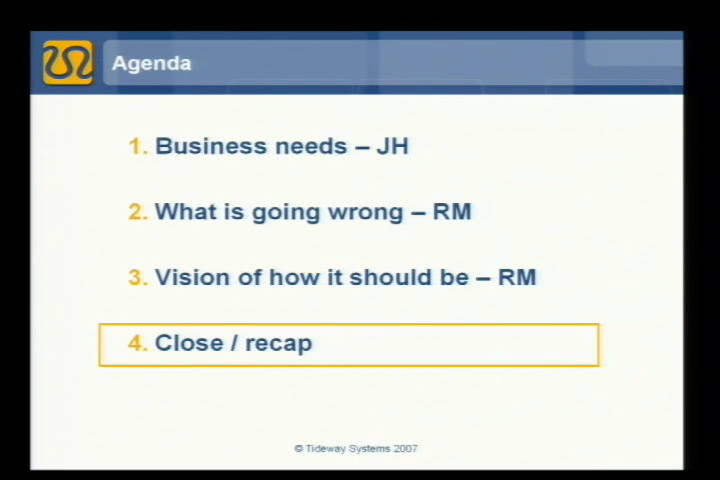 Agenda
1. Business needs – JH
2. What is going wrong – RM
3. Vision of how it should be – RM
4. Close / recap
© Tideway Systems 2007